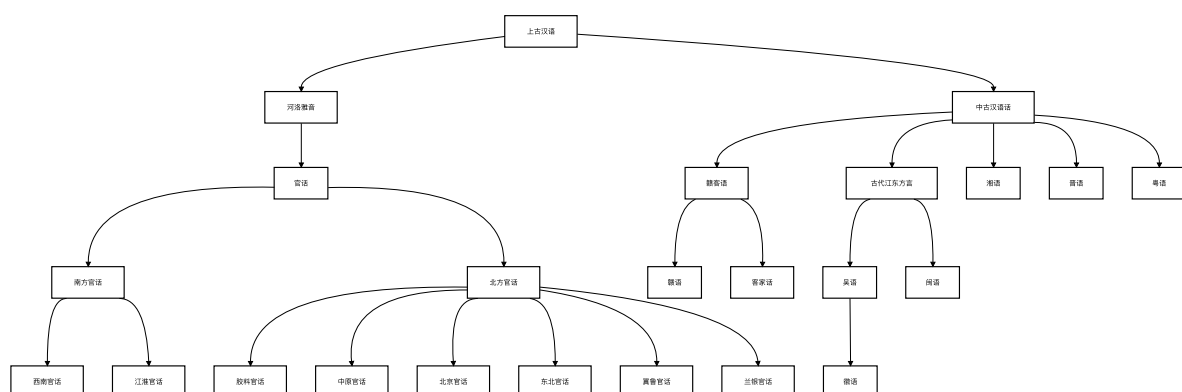 上古汉语
河洛雅音
中古汉语话
官话
赣客语
古代江东方言
湘语
晋语
粤语
南方官话
北方官话
赣语
客家话
吴语
闽语
西南官话
江淮官话
胶辽官话
中原官话
北京官话
东北官话
冀鲁官话
兰银官话
徽语